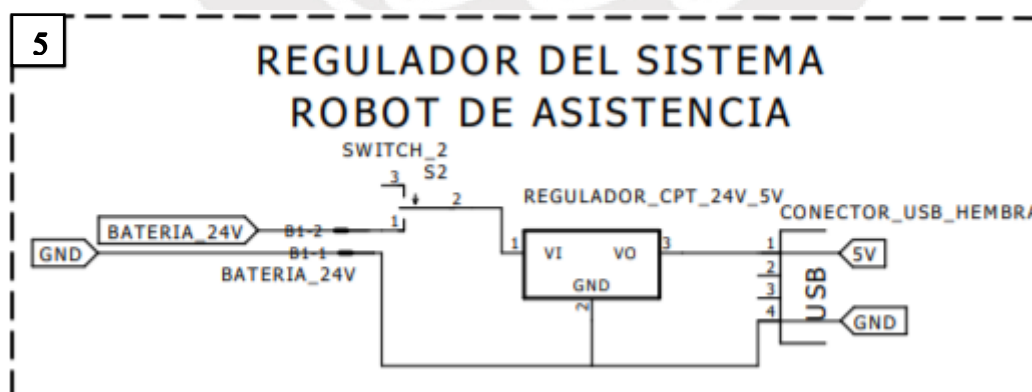 5
REGULADOR DEL SISTEMA
ROBOT DE ASISTENCIA
SWITCH_2
3 S2
2
REGULADOR_CPT_24V_5V
CONECTOR_USB_HEMBRA
BATERIA_24V B1-2 1
GND B1-1
BATERIA_24V
1 VI VO 3
GND
2
1 5V
2
3 USB
4 GND